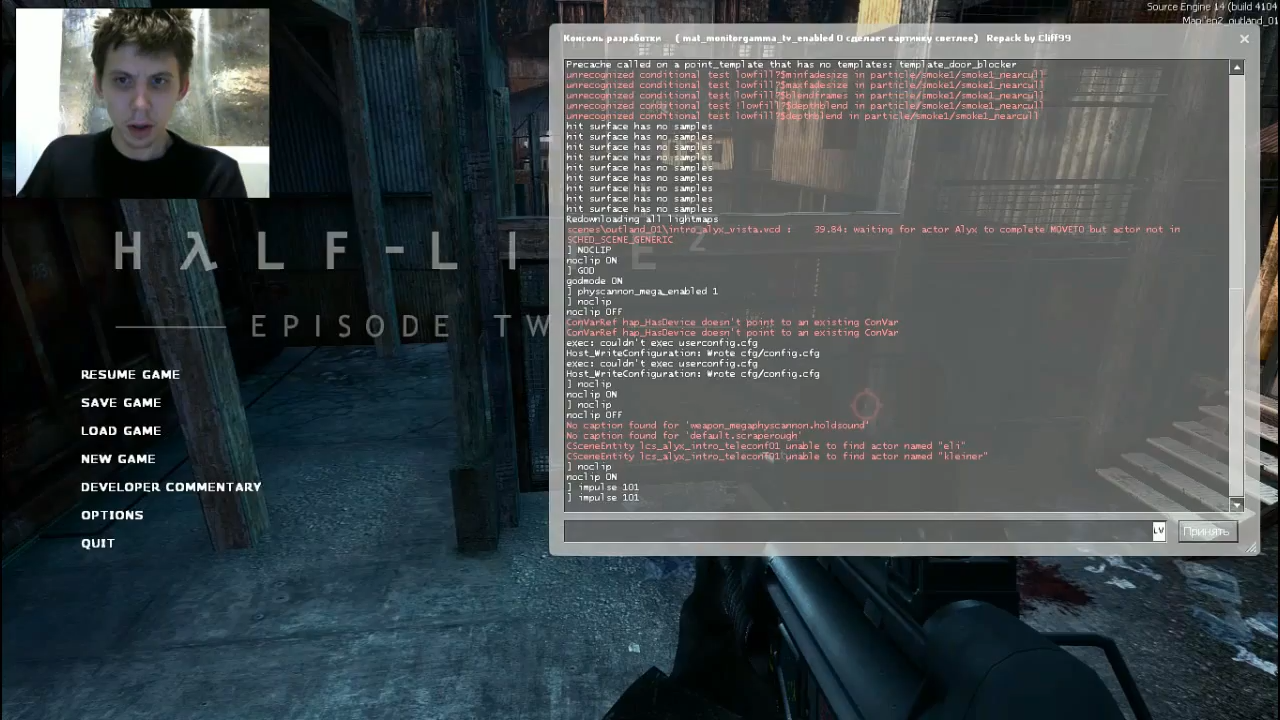 Source Engine 14 (build 4104
Map: ep2_outland_01
Консоль разработки ( mat_monitorgamma_tv_enabled 0 сделает картинку светлее) Repack by Cliff99
Precache called on a point_template that has no templates: template_door_blocker
unrecognized conditional test lowfill?$minfadesize in particle/smoke1/smoke1_nearcull
unrecognized conditional test lowfill?$maxfadesize in particle/smoke1/smoke1_nearcull
unrecognized conditional test lowfill?$blendframes in particle/smoke1/smoke1_nearcull
unrecognized conditional test !lowfill?$depthblend in particle/smoke1/smoke1_nearcull
unrecognized conditional test lowfill?$depthblend in particle/smoke1/smoke1_nearcull
hit surface has no samples
hit surface has no samples
hit surface has no samples
hit surface has no samples
hit surface has no samples
hit surface has no samples
hit surface has no samples
hit surface has no samples
hit surface has no samples
Redownloading all lightmaps
scenes\outland_01\intro_alyx_vista.vcd : 39.84: waiting for actor Alyx to complete MOVETO but actor not in
SCHED_SCENE_GENERIC
] NOCLIP
noclip ON
] GOD
godmode ON
] physcannon_mega_enabled 1
] noclip
noclip OFF
ConVarRef hap_HasDevice doesn't point to an existing ConVar
ConVarRef hap_HasDevice doesn't point to an existing ConVar
exec: couldn't exec userconfig.cfg
Host_WriteConfiguration: Wrote cfg/config.cfg
exec: couldn't exec userconfig.cfg
Host_WriteConfiguration: Wrote cfg/config.cfg
] noclip
noclip ON
] noclip
noclip OFF
No caption found for 'weapon_megaphyscannon.holdsound'
No caption found for 'default.scraperough'
CSceneEntity lcs_alyx_intro_teleconf01 unable to find actor named "eli"
CSceneEntity lcs_alyx_intro_teleconf01 unable to find actor named "kleiner"
] noclip
noclip ON
] impulse 101
] impulse 101
LV
Принять
HλLF-LIFE²
EPISODE TW
RESUME GAME
SAVE GAME
LOAD GAME
NEW GAME
DEVELOPER COMMENTARY
OPTIONS
QUIT